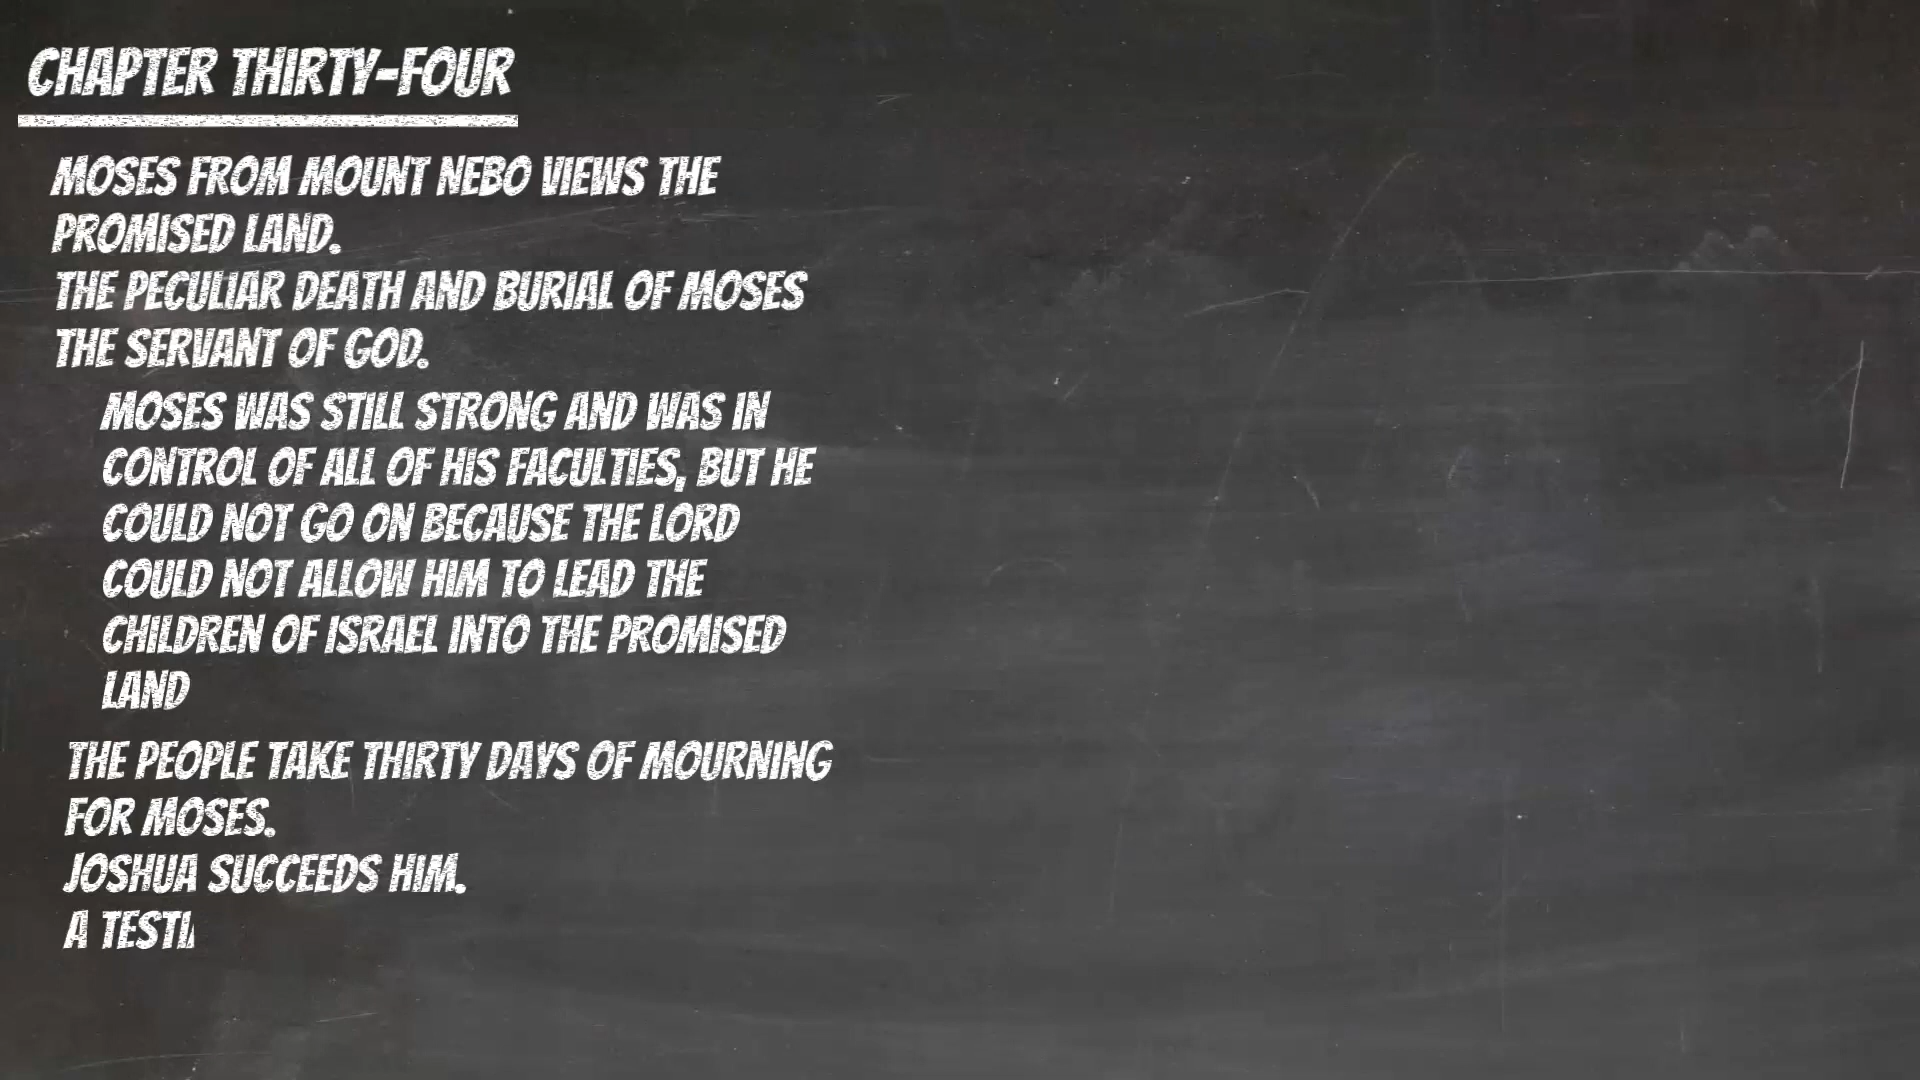 CHAPTER THIRTY-FOUR
MOSES FROM MOUNT NEBO VIEWS THE
PROMISED LAND.
THE PECULIAR DEATH AND BURIAL OF MOSES
THE SERVANT OF GOD.
MOSES WAS STILL STRONG AND WAS IN
CONTROL OF ALL OF HIS FACULTIES, BUT HE
COULD NOT GO ON BECAUSE THE LORD
COULD NOT ALLOW HIM TO LEAD THE
CHILDREN OF ISRAEL INTO THE PROMISED
LAND
THE PEOPLE TAKE THIRTY DAYS OF MOURNING
FOR MOSES.
JOSHUA SUCCEEDS HIM.
A TESTI